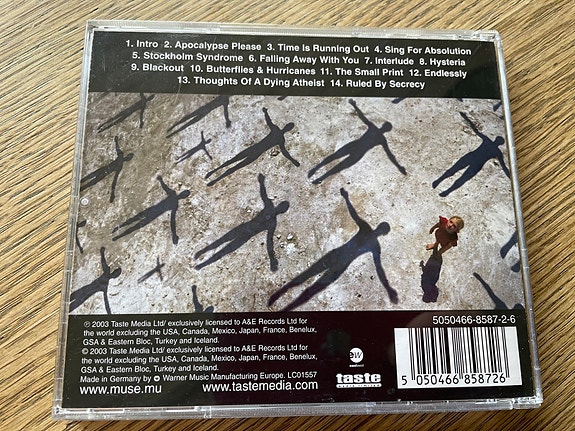 1. Intro 2. Apocalypse Please 3. Time Is Running Out 4. Sing For Absolution
5. Stockholm Syndrome 6. Falling Away With You 7. Interlude 8. Hysteria
9. Blackout 10. Butterflies & Hurricanes 11. The Small Print 12. Endlessly
13. Thoughts Of A Dying Atheist 14. Ruled By Secrecy
℗ 2003 Taste Media Ltd/ exclusively licensed to A&E Records Ltd for
the world excluding the USA, Canada, Mexico, Japan, France, Benelux,
GSA & Eastern Bloc, Turkey and Iceland.
© 2003 Taste Media Ltd/ exclusively licensed to A&E Records Ltd for
the world excluding the USA, Canada, Mexico, Japan, France, Benelux,
GSA & Eastern Bloc, Turkey and Iceland.
Made in Germany by Warner Music Manufacturing Europe. LC01557
www.muse.mu www.tastemedia.com
ew
taste
5050466-8587-2-6
5 050466 858726